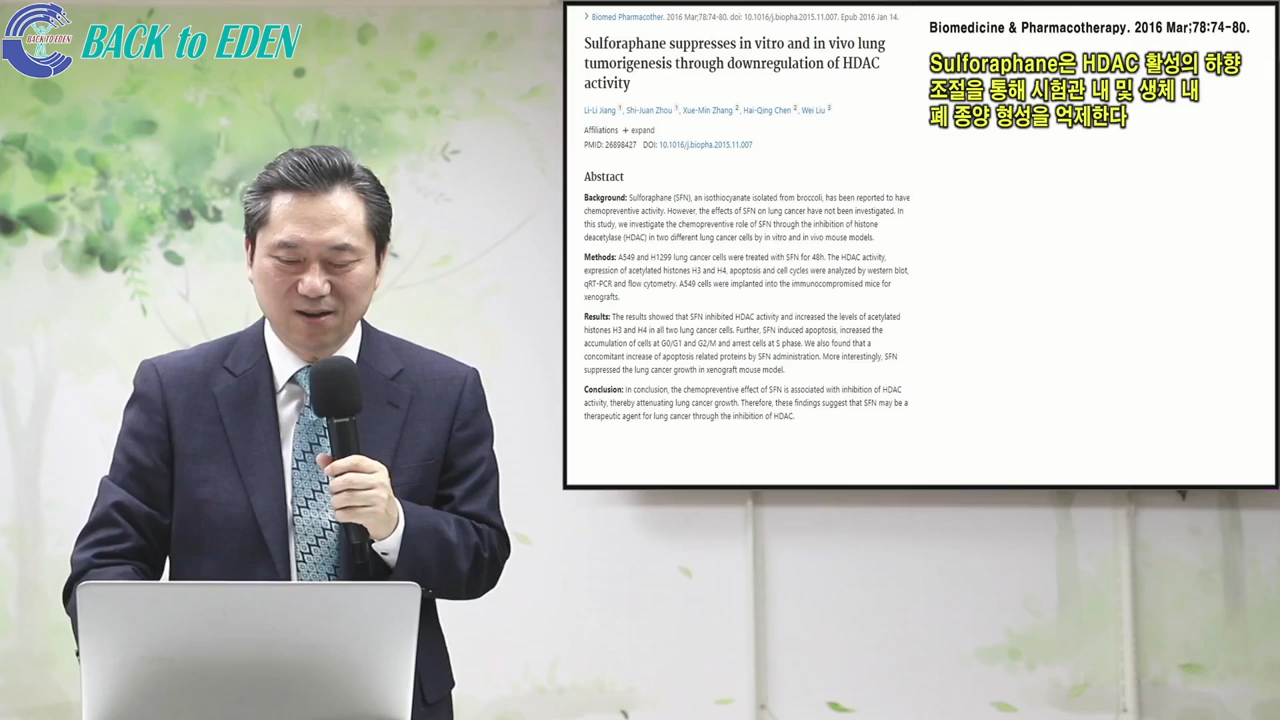 BACK to EDEN
BACK to EDEN
Biomed Pharmacother. 2016 Mar;78:74-80. doi: 10.1016/j.biopha.2015.11.007. Epub 2016 Jan 14.
Sulforaphane suppresses in vitro and in vivo lung
tumorigenesis through downregulation of HDAC
activity
Li-Li Jiang 1, Shi-Juan Zhou 1, Xue-Min Zhang 2, Hai-Qing Chen 2, Wei Liu 3
Affiliations + expand
PMID: 26898427 DOI: 10.1016/j.biopha.2015.11.007
Abstract
Background: Sulforaphane (SFN), an isothiocyanate isolated from broccoli, has been reported to have
chemopreventive activity. However, the effects of SFN on lung cancer have not been investigated. In
this study, we investigate the chemopreventive role of SFN through the inhibition of histone
deacetylase (HDAC) in two different lung cancer cells by in vitro and in vivo mouse models.
Methods: A549 and H1299 lung cancer cells were treated with SFN for 48h. The HDAC activity,
expression of acetylated histones H3 and H4, apoptosis and cell cycles were analyzed by western blot,
qRT-PCR and flow cytometry. A549 cells were implanted into the immunocompromised mice for
xenografts.
Results: The results showed that SFN inhibited HDAC activity and increased the levels of acetylated
histones H3 and H4 in all two lung cancer cells. Further, SFN induced apoptosis, increased the
accumulation of cells at G0/G1 and G2/M and arrest cells at S phase. We also found that a
concomitant increase of apoptosis related proteins by SFN administration. More interestingly, SFN
suppressed the lung cancer growth in xenograft mouse model.
Conclusion: In conclusion, the chemopreventive effect of SFN is associated with inhibition of HDAC
activity, thereby attenuating lung cancer growth. Therefore, these findings suggest that SFN may be a
therapeutic agent for lung cancer through the inhibition of HDAC.
Biomedicine & Pharmacotherapy. 2016 Mar;78:74-80.
Sulforaphane은 HDAC 활성의 하향
조절을 통해 시험관 내 및 생체 내
폐 종양 형성을 억제한다